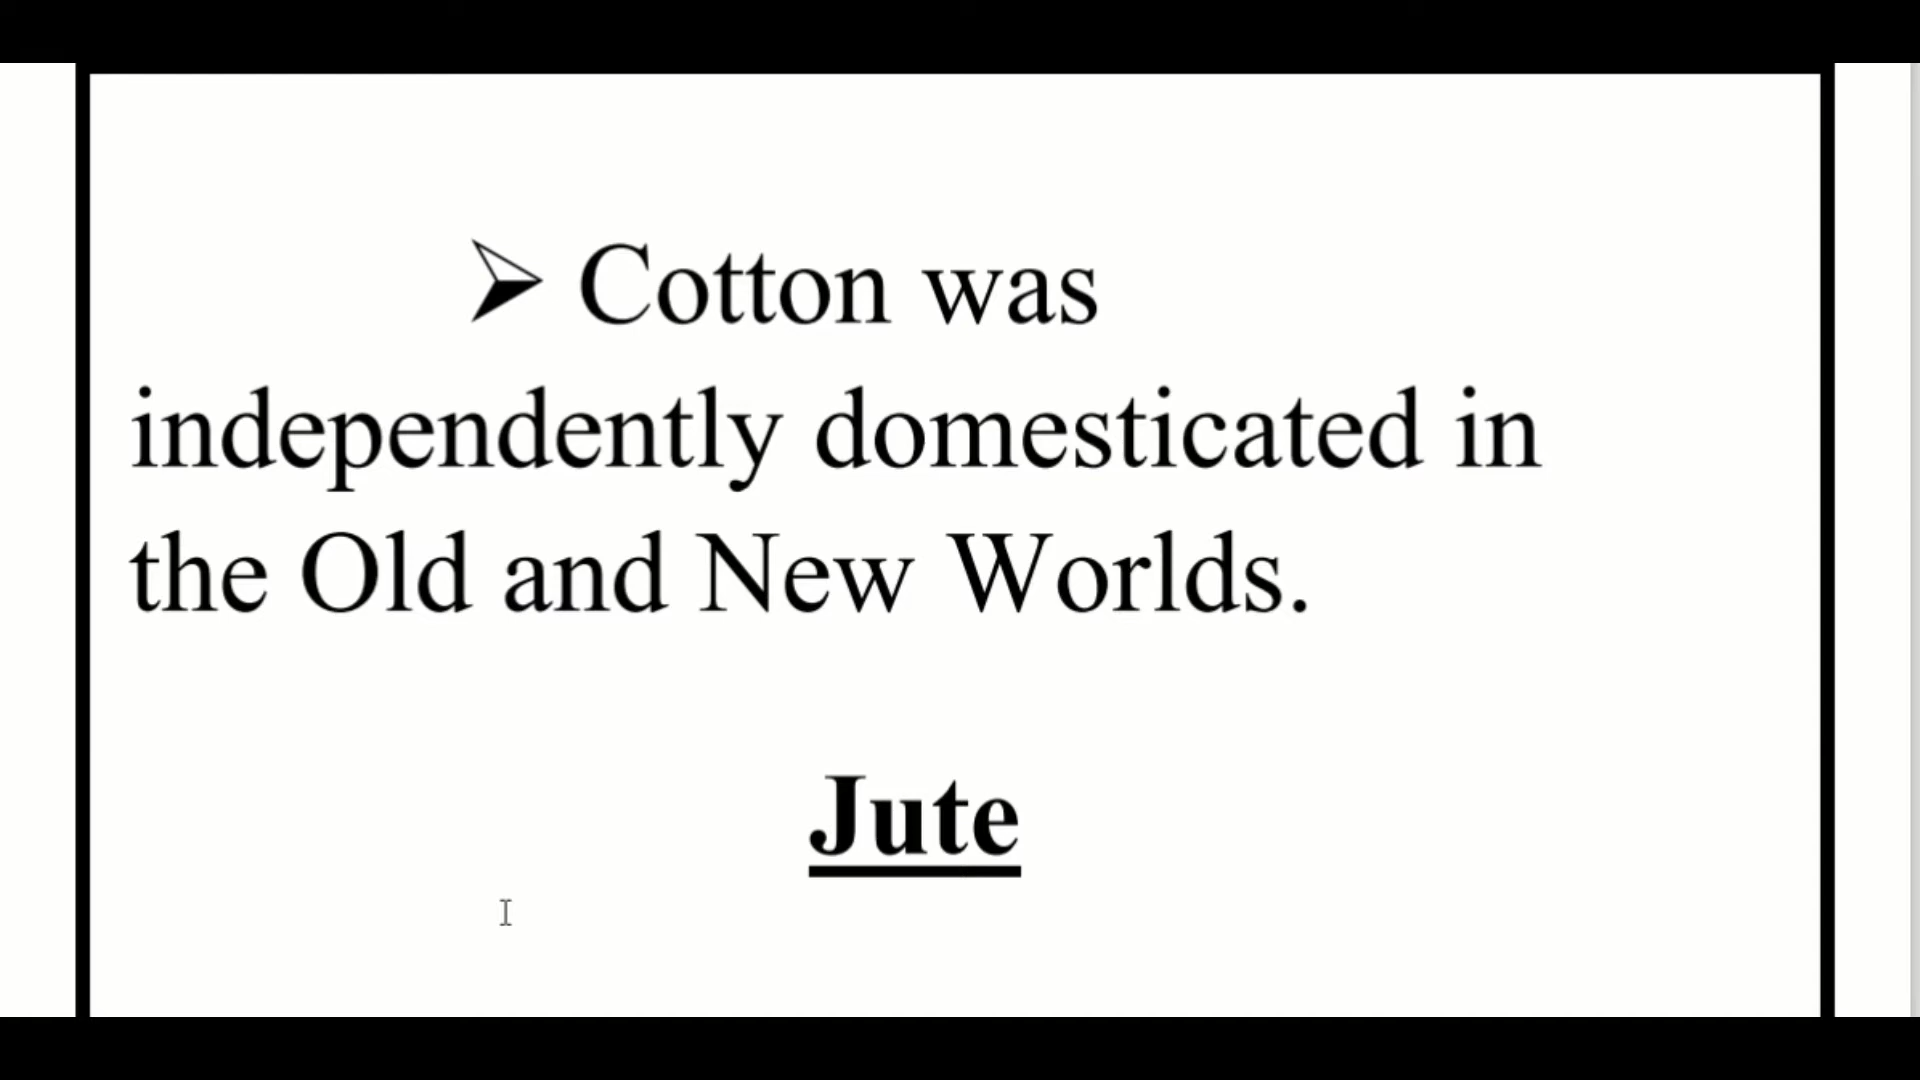 ➢ Cotton was
independently domesticated in
the Old and New Worlds.
Jute